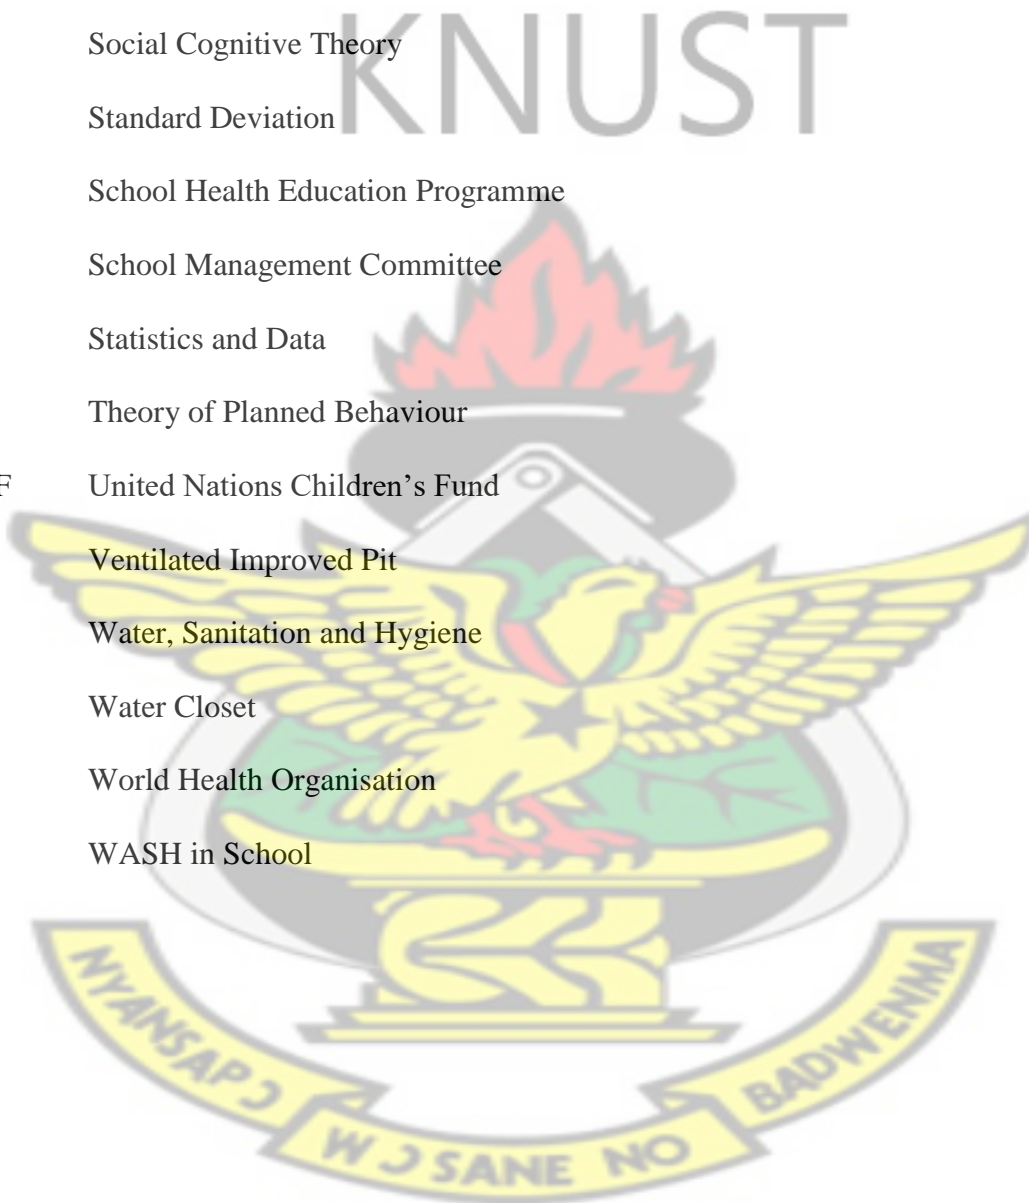 KNUST
Social Cognitive Theory
Standard Deviation
School Health Education Programme
School Management Committee
Statistics and Data
Theory of Planned Behaviour
F United Nations Children’s Fund
Ventilated Improved Pit
Water, Sanitation and Hygiene
Water Closet
World Health Organisation
WASH in School
NYANSAPƆ WƆ SANE NO BADWENMA